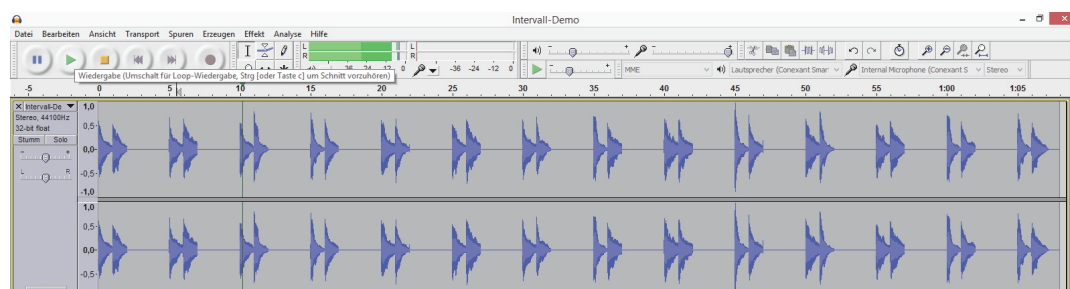 Intervall-Demo
Datei Bearbeiten Ansicht Transport Spuren Erzeugen Effekt Analyse Hilfe
L
R
L
R
-36 -24 -12 0
-36 -24 -12 0
MME
Lautsprecher (Conexant Smar
Internal Microphone (Conexant S
Stereo
Wiedergabe (Umschalt für Loop-Wiedergabe, Strg [oder Taste c] um Schnitt vorzuhören)
-5 0 5 10 15 20 25 30 35 40 45 50 55 1:00 1:05
Intervall-De
Stereo, 44100Hz
32-bit float
Stumm Solo
- +
L R
1,0
0,5-
0,0-
-0,5-
-1,0
1,0
0,5-
0,0-
-0,5-